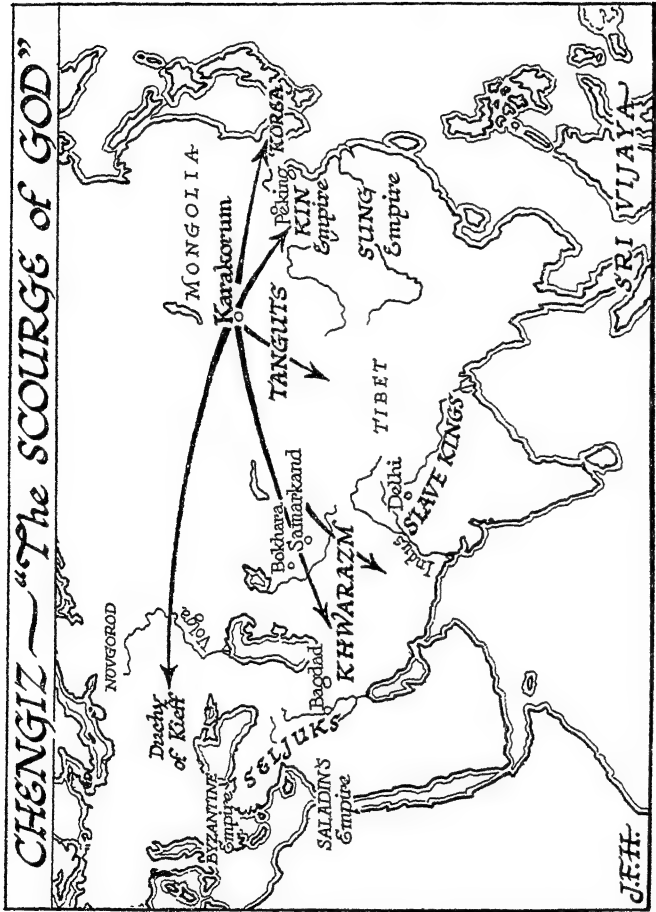 CHENGIZ — "The SCOURGE of GOD"
NOVGOROD
Volga
Duchy
of Kieff
BYZANTINE
Empire
SELJUKS
SALADIN'S
Empire
Bagdad
KHWARAZM
Bokhara
Samarkand
MONGOLIA
Karakorum
TANGUTS
KOREA
Peking
KIN
Empire
SUNG
Empire
TIBET
Delhi
Indus
SLAVE KINGS
SRI VIJAYA
J.F.H.